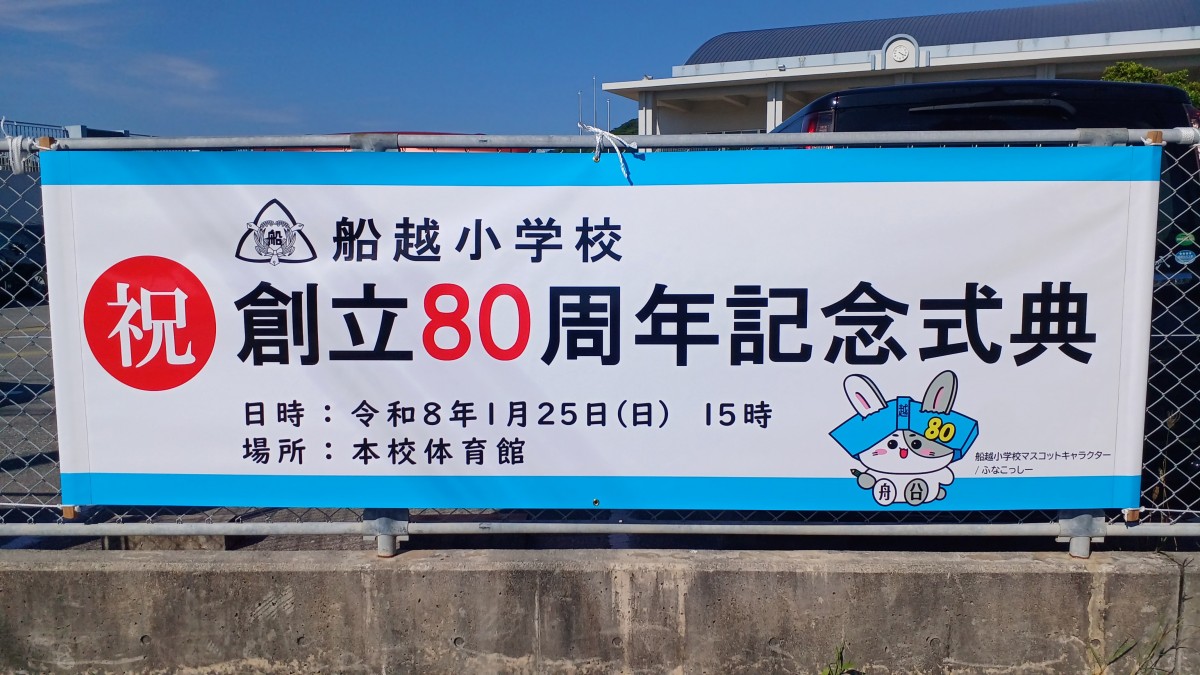 船
船越小学校
祝
創立80周年記念式典
日時：令和8年1月25日(日) 15時
場所：本校体育館
越
80
船越小学校マスコットキャラクター
/ ふなこっしー
舟 㕣